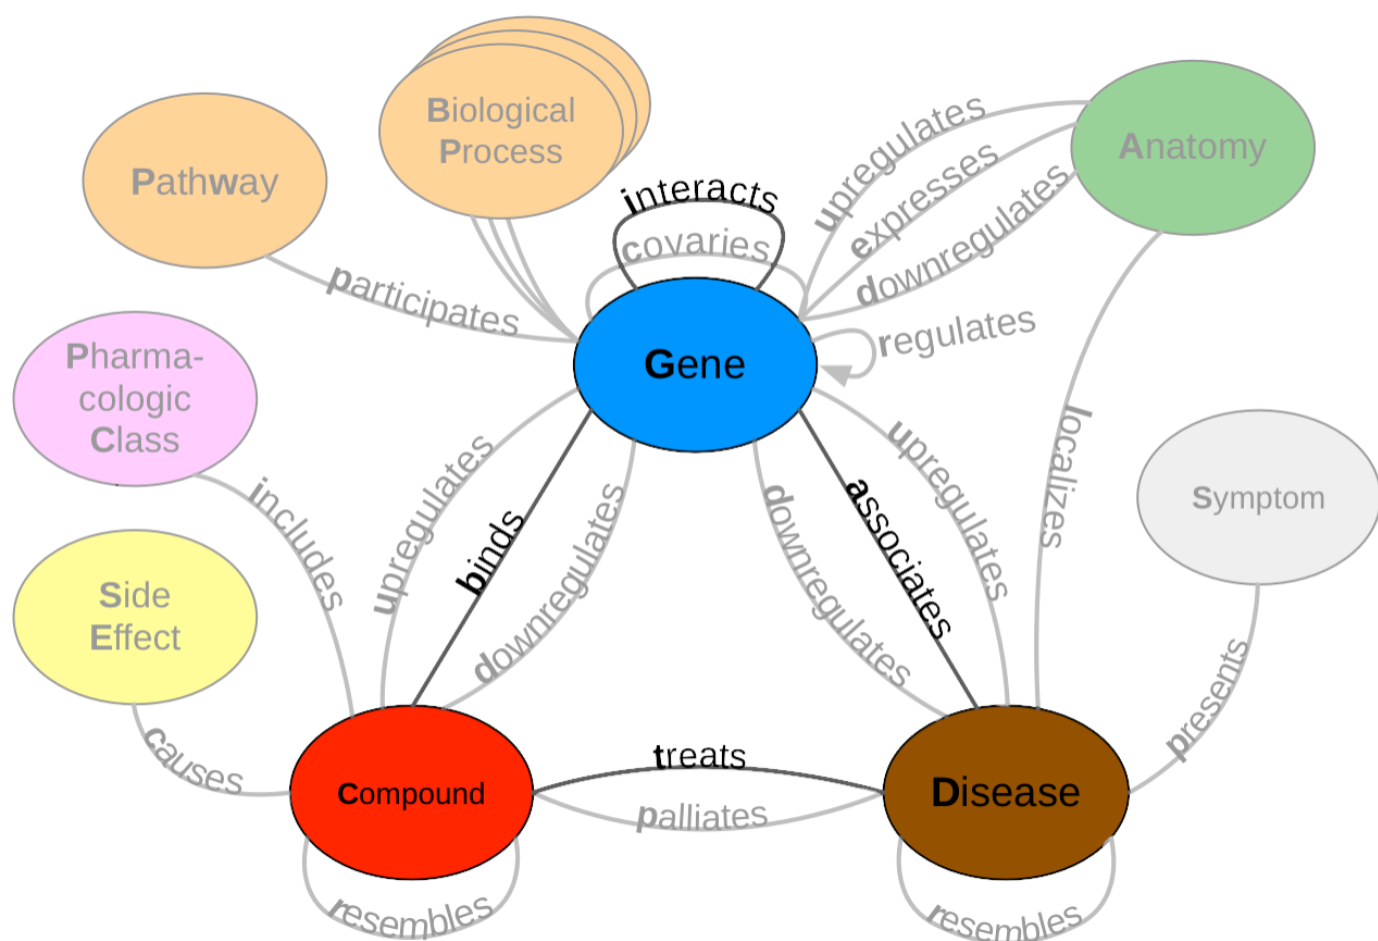 Biological
Process
Anatomy
Pathway
upregulates
expresses
downregulates
interacts
covaries
participates
regulates
Pharma-
cologic
Class
Gene
localizes
Symptom
includes
upregulates
binds
downregulates
downregulates
associates
upregulates
Side
Effect
presents
causes
treats
Compound
Disease
palliates
resembles
resembles